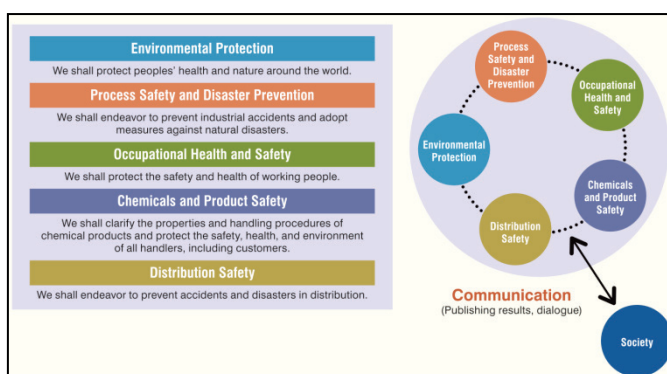 Environmental Protection
We shall protect peoples' health and nature around the world.
Process Safety and Disaster Prevention
We shall endeavor to prevent industrial accidents and adopt
measures against natural disasters.
Occupational Health and Safety
We shall protect the safety and health of working people.
Chemicals and Product Safety
We shall clarify the properties and handling procedures of
chemical products and protect the safety, health, and environment
of all handlers, including customers.
Distribution Safety
We shall endeavor to prevent accidents and disasters in distribution.
Process
Safety and
Disaster
Prevention
Occupational
Health and
Safety
Environmental
Protection
Chemicals
and Product
Safety
Distribution
Safety
Communication
(Publishing results, dialogue)
Society